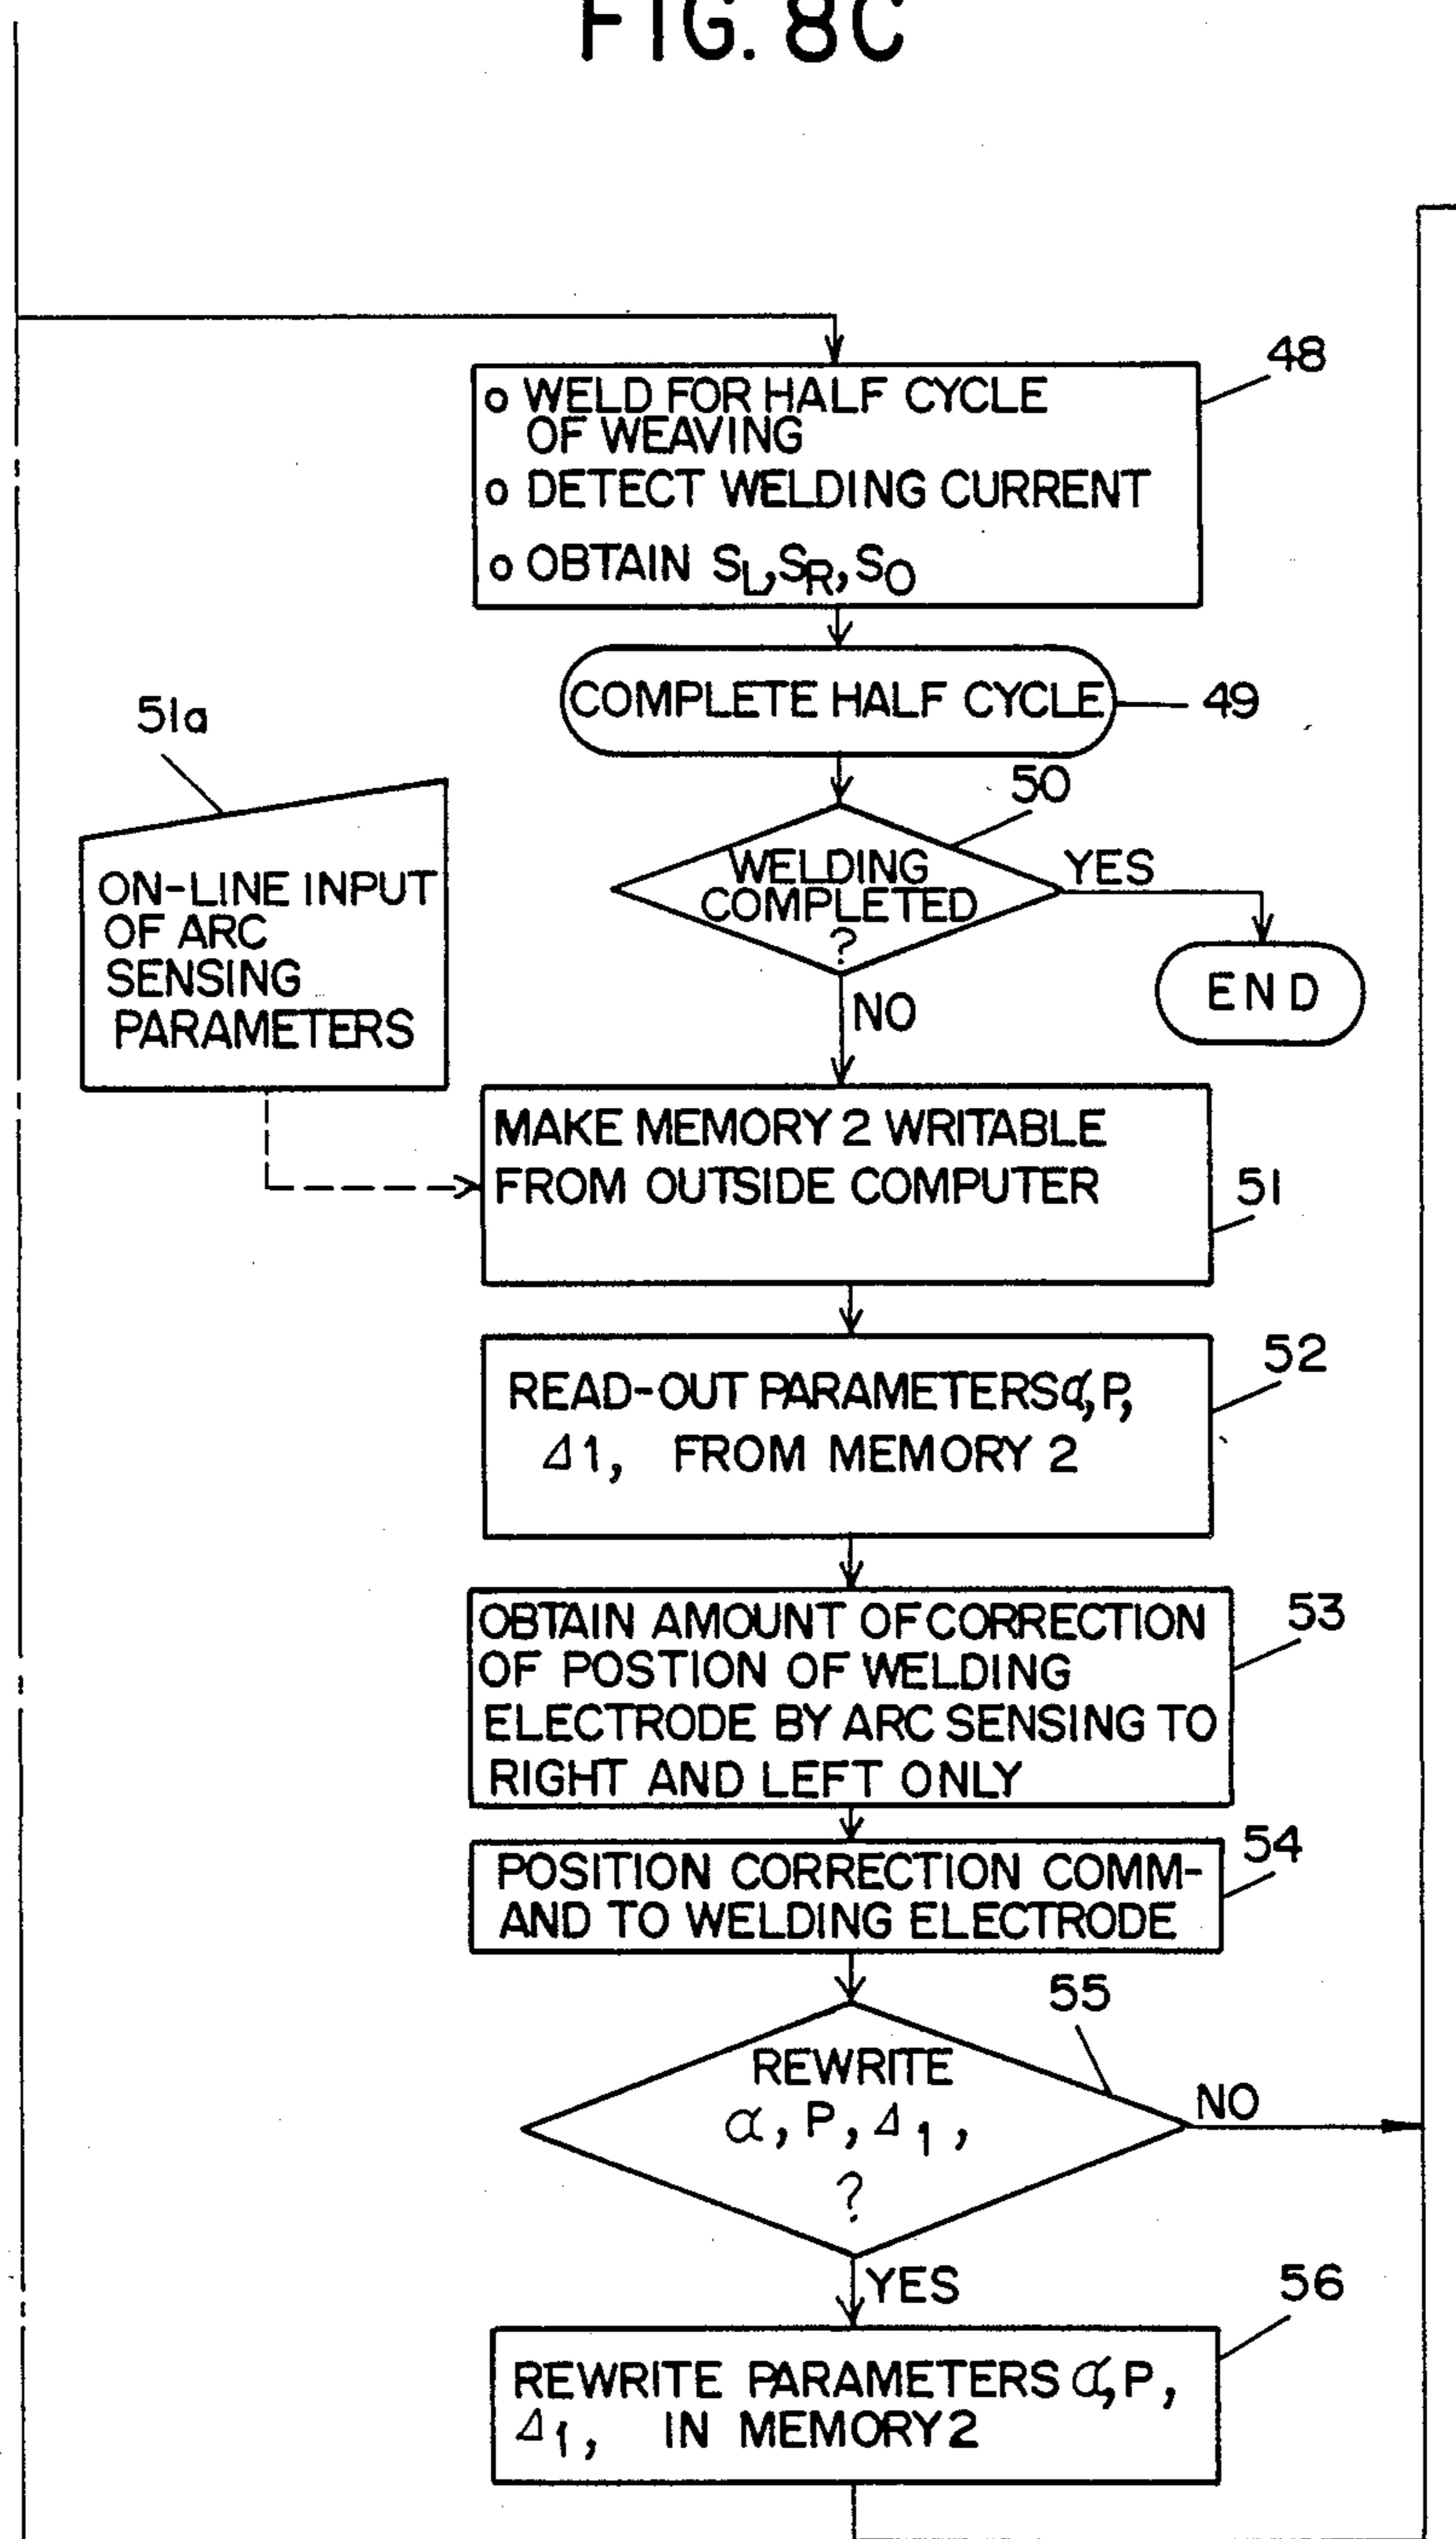 FIG. 8C
48
o WELD FOR HALF CYCLE
OF WEAVING
o DETECT WELDING CURRENT
o OBTAIN SL,SR,SO
COMPLETE HALF CYCLE
49
51a
50
WELDING
COMPLETED
?
YES
END
NO
ON-LINE INPUT
OF ARC
SENSING
PARAMETERS
MAKE MEMORY 2 WRITABLE
FROM OUTSIDE COMPUTER
51
52
READ-OUT PARAMETERS α,P,
Δ1, FROM MEMORY 2
53
OBTAIN AMOUNT OF CORRECTION
OF POSTION OF WELDING
ELECTRODE BY ARC SENSING TO
RIGHT AND LEFT ONLY
54
POSITION CORRECTION COMM-
AND TO WELDING ELECTRODE
55
REWRITE
α, P, Δ1,
?
NO
YES
56
REWRITE PARAMETERS α,P,
Δ1, IN MEMORY 2